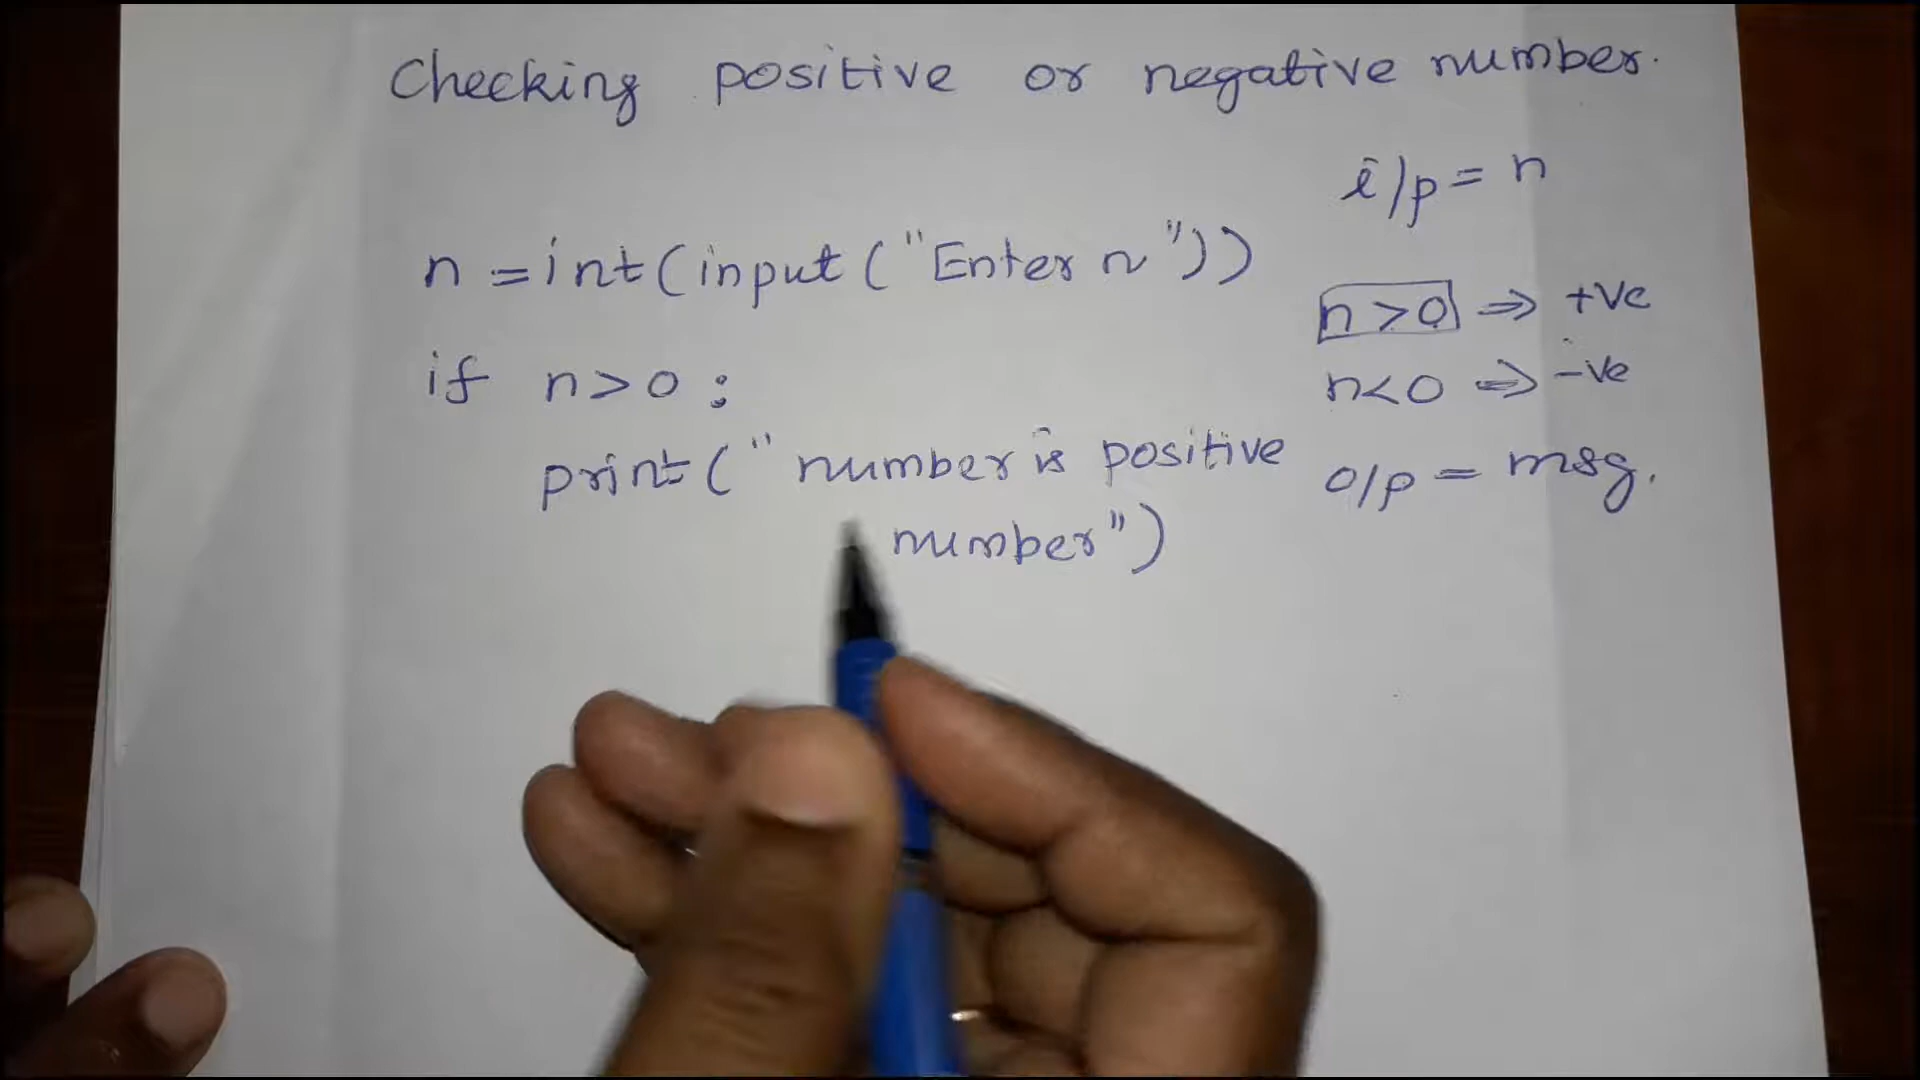 Checking positive or negative number.
i/p = n
n = int(input("Enter n"))
n>0 ⇒ +ve
if n>0 :
n<0 ⇒ -ve
print(" number is positive
number")
o/p = msg.